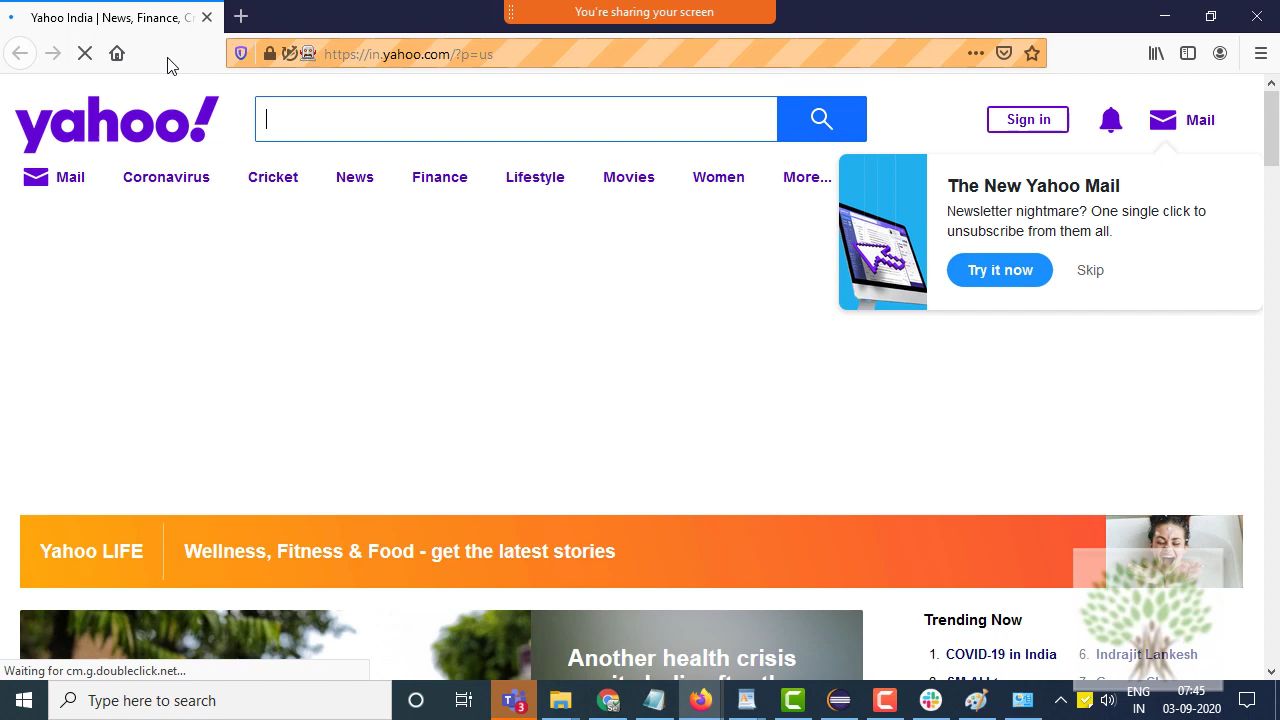 You're sharing your screen
Yahoo India | News, Finance, Cr
https://in.yahoo.com/?p=us
yahoo!
Sign in
Mail
Mail
Coronavirus
Cricket
News
Finance
Lifestyle
Movies
Women
More...
The New Yahoo Mail
Newsletter nightmare? One single click to
unsubscribe from them all.
Try it now
Skip
Yahoo LIFE
Wellness, Fitness & Food - get the latest stories
Another health crisis
Trending Now
1. COVID-19 in India
6. Indrajit Lankesh
Waiting for cm.g.doubleclick.net...
Type here to search
3
ENG
IN
07:45
03-09-2020